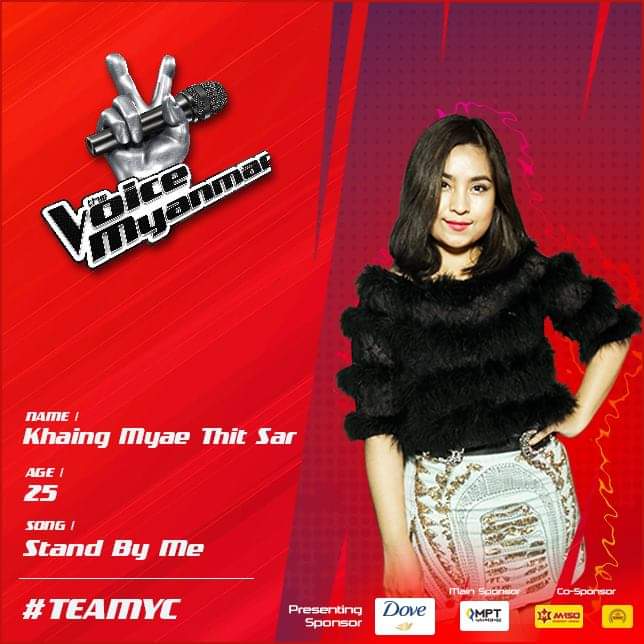 The Voice
Myanmar
NAME /
Khaing Myae Thit Sar
AGE /
25
SONG /
Stand By Me
#TEAMYC
Presenting
Sponsor
Dove
Main Sponsor
MPT
Co-Sponsor